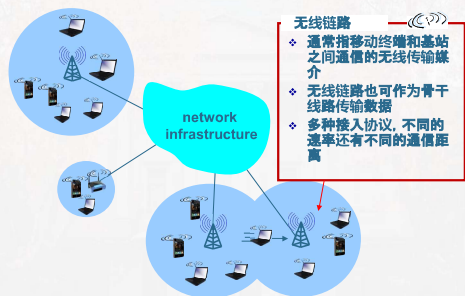 无线链路
通常指移动终端和基站
之间通信的无线传输媒
介
无线链路也可作为骨干
线路传输数据
多种接入协议, 不同的
速率还有不同的通信距
离
network
infrastructure